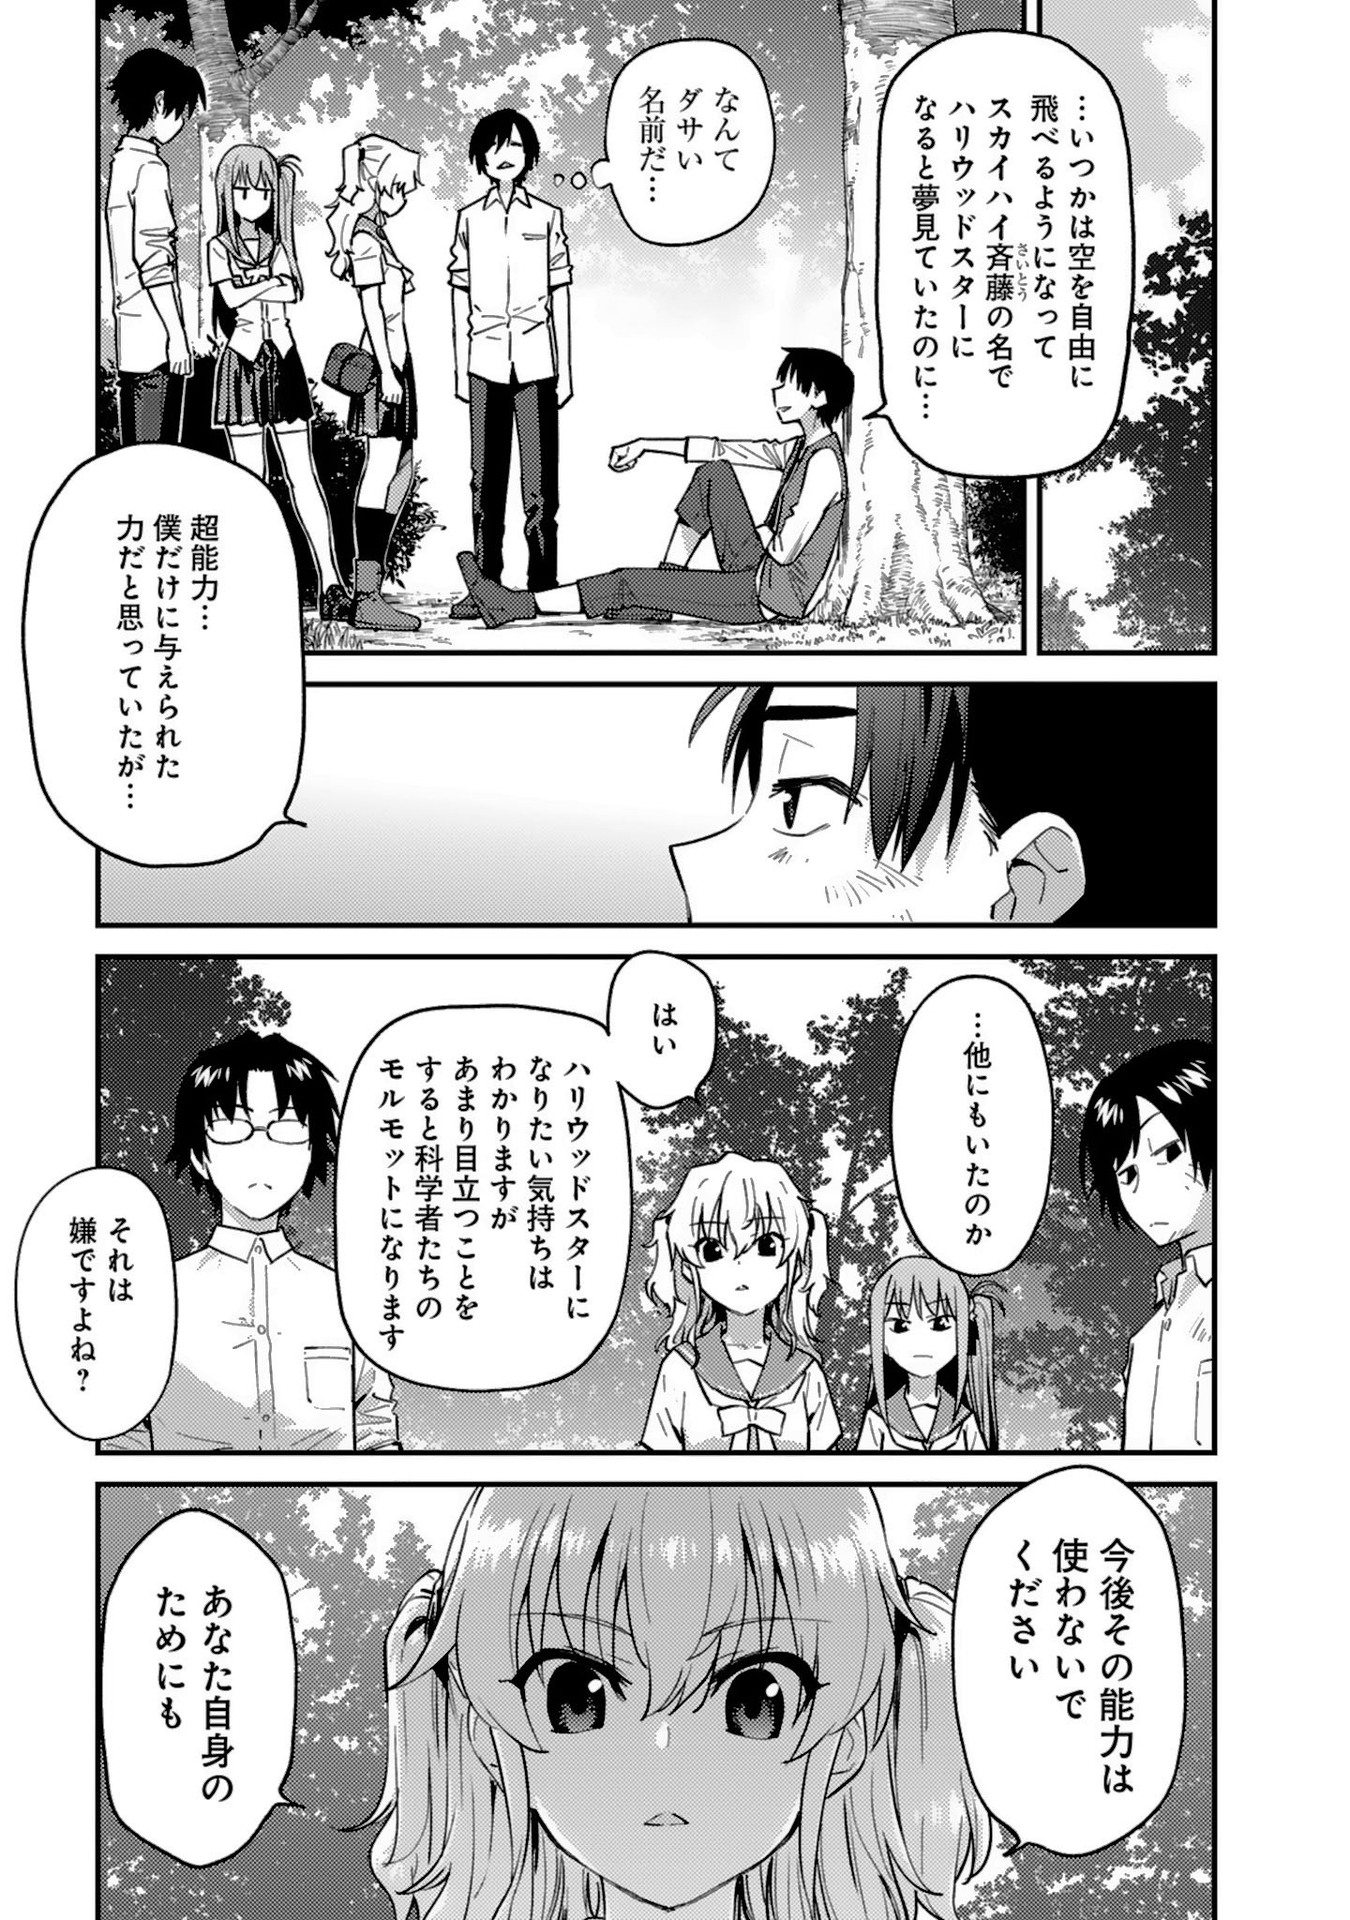 …いつかは空を自由に
飛べるようになって
スカイハイ斉藤の名で
さいとう
ハリウッドスターに
なると夢見ていたのに…
なんて
ダサい
名前だ…
超能力…
僕だけに与えられた
力だと思っていたが…
…他にもいたのか
はい
ハリウッドスターに
なりたい気持ちは
わかりますが
あまり目立つことを
すると科学者たちの
モルモットになります
それは
嫌ですよね?
今後その能力は
使わないで
ください
あなた自身の
ためにも